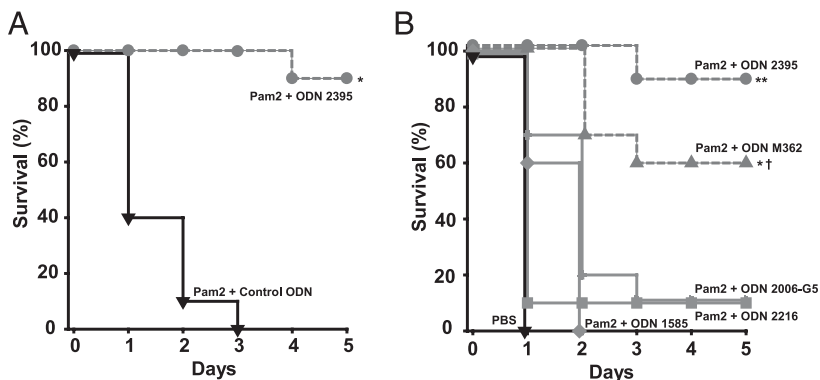 A
Survival (%)
100
80
60
40
20
0
0 1 2 3 4 5
Days
*
Pam2 + ODN 2395
Pam2 + Control ODN
B
Survival (%)
100
80
60
40
20
0
0 1 2 3 4 5
Days
Pam2 + ODN 2395
**
Pam2 + ODN M362
*†
Pam2 + ODN 2006-G5
Pam2 + ODN 2216
PBS
Pam2 + ODN 1585